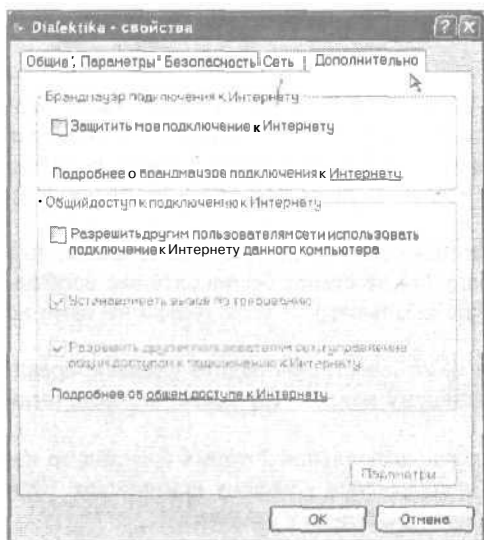 Dialektika - свойства
Общие Параметры Безопасность Сеть Дополнительно
Брандмауэр подключения к Интернету
Защитить мое подключение к Интернету
Подробнее о брандмауэре подключения к Интернету.
Общий доступ к подключению к Интернету
Разрешить другим пользователям сети использовать
подключение к Интернету данного компьютера
Устанавливать вызов по требованию
Разрешить другим пользователям сети управление
общим доступом к подключению к Интернету
Подробнее об общем доступе к Интернету.
Параметры...
ОК Отмена